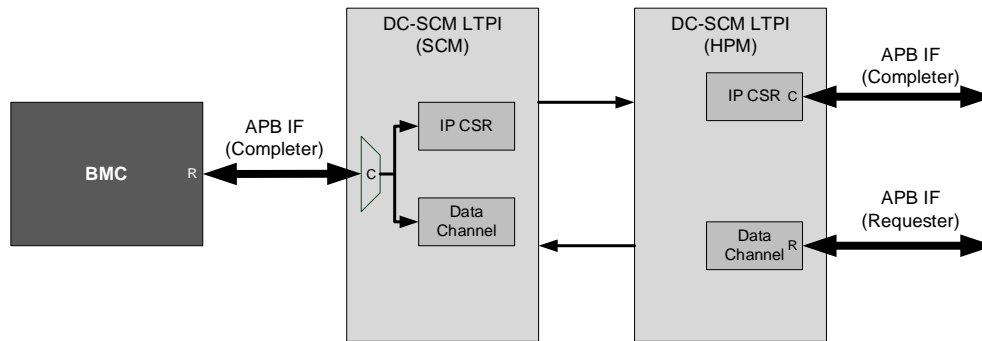 DC-SCM LTPI
(SCM)
DC-SCM LTPI
(HPM)
BMC
R
APB IF
(Completer)
C
IP CSR
Data
Channel
IP CSR C
APB IF
(Completer)
Data
Channel R
APB IF
(Requester)